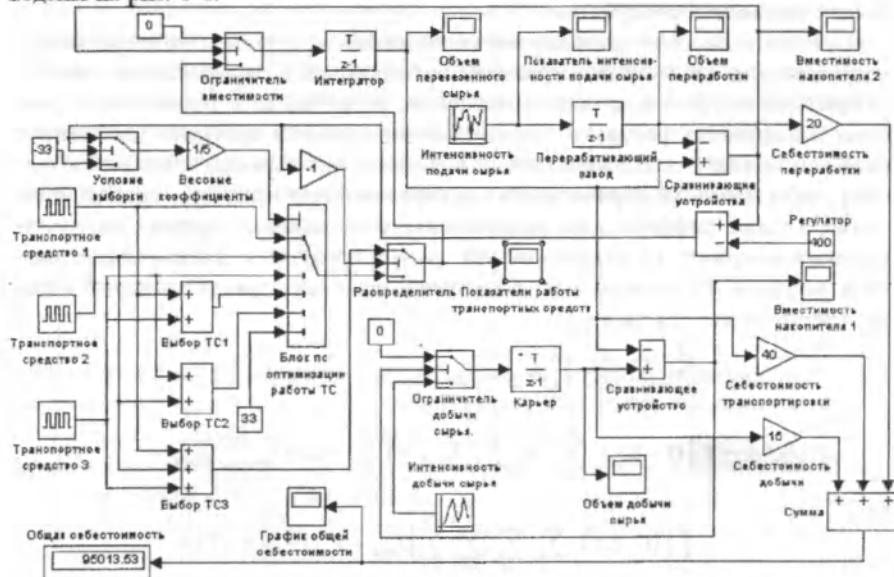 0
T
z-1
Ограничитель
вместимости
Интегратор
Объем
перевезенного
сырья
Показатель интенсив-
ности подачи сырья
Объем
переработки
Вместимость
накопителя 2
-33
1/5
Условие
выборки
Весовые
коэффициенты
-1
Интенсивность
подачи сырья
T
z-1
Перерабатывающий
завод
20
Себестоимость
переработки
Сравнивающие
устройства
Регулятор
-100
Транспортное
средство 1
Распределитель
Показатели работы
транспортных средств
Вместимость
накопителя 1
Транспортное
средство 2
Выбор ТС1
Блок по
оптимизации
работы ТС
0
Ограничитель
добычи
сырья
T
z-1
Карьер
Сравнивающее
устройство
40
Себестоимость
транспортировки
Транспортное
средство 3
Выбор ТС2
33
15
Себестоимость
добычи
Выбор ТС3
Интенсивность
добычи сырья
Объем добычи
сырья
Сумма
График общей
себестоимости
Общая себестоимость
95013.53